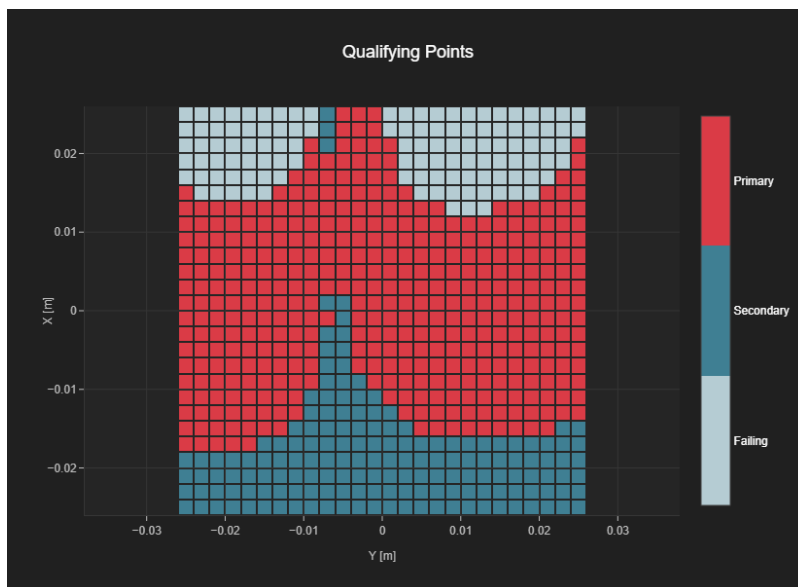 Qualifying Points
0.02
0.01
0
−0.01
−0.02
X [m]
−0.03
−0.02
−0.01
0
0.01
0.02
0.03
Y [m]
Primary
Secondary
Failing